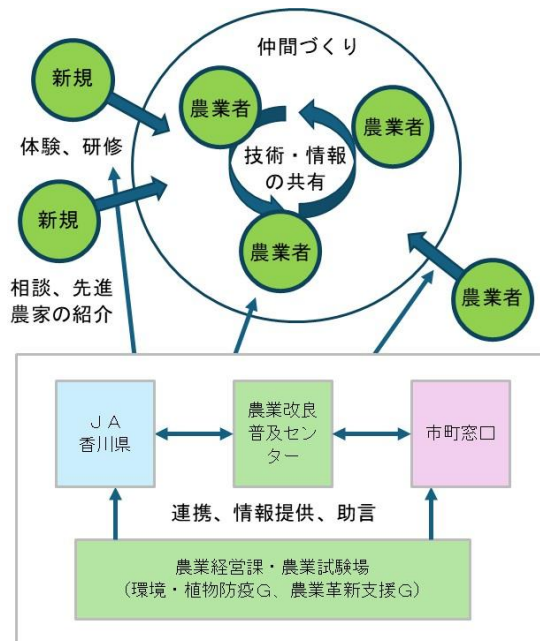 仲間づくり
新規
農業者
農業者
体験、研修
技術・情報
の共有
新規
農業者
相談、先進
農家の紹介
農業者
ＪＡ
香川県
農業改良
普及セン
ター
市町窓口
連携、情報提供、助言
農業経営課・農業試験場
（環境・植物防疫Ｇ、農業革新支援Ｇ）